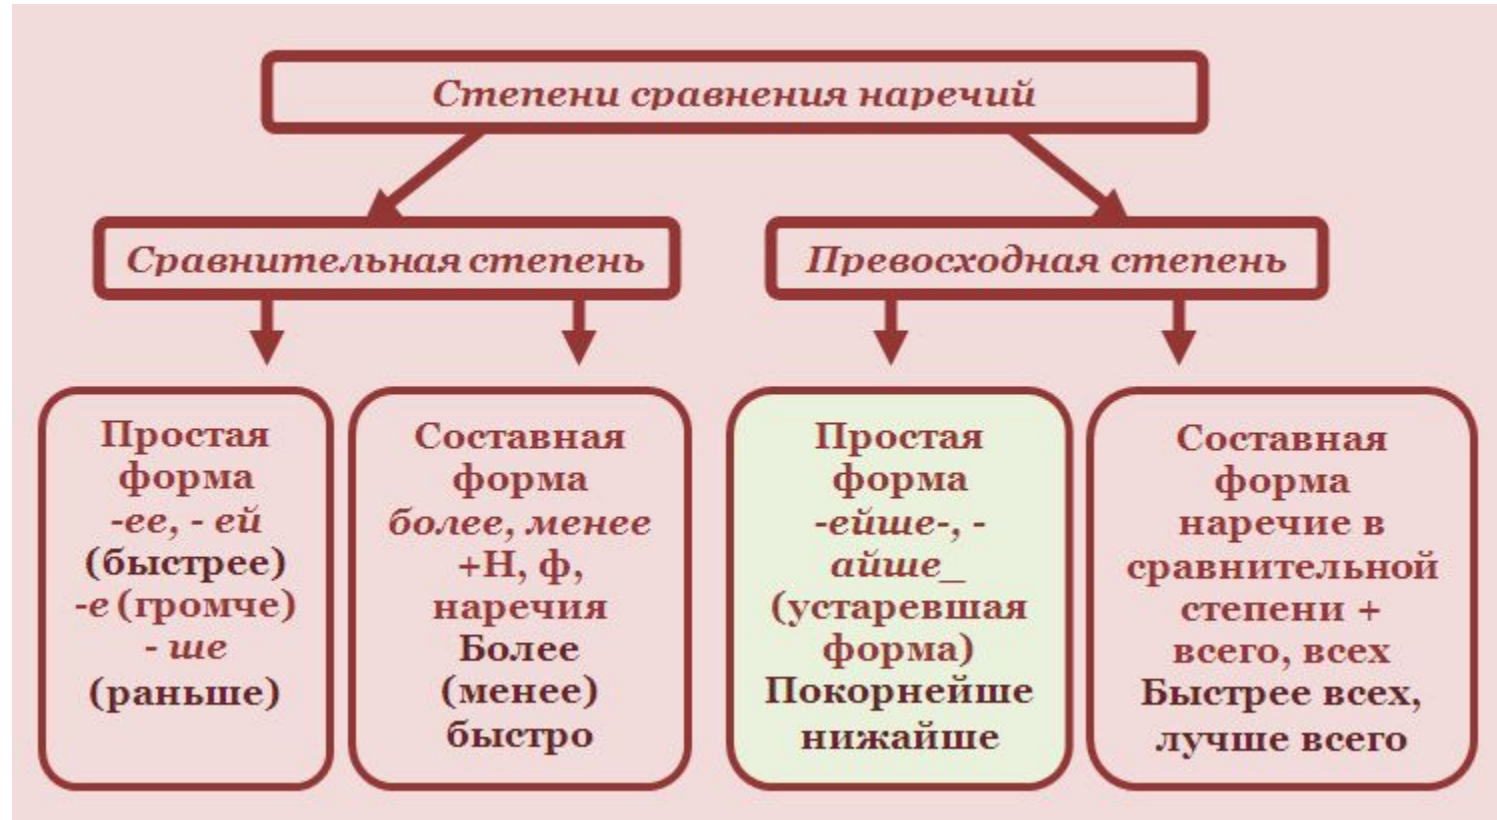 Степени сравнения наречий
Сравнительная степень
Превосходная степень
Простая
форма
-ее, - ей
(быстрее)
-е (громче)
- ше
(раньше)
Составная
форма
более, менее
+Н, ф,
наречия
Более
(менее)
быстро
Простая
форма
-ейше-, -
айше_
(устаревшая
форма)
Покорнейше
нижайше
Составная
форма
наречие в
сравнительной
степени +
всего, всех
Быстрее всех,
лучше всего